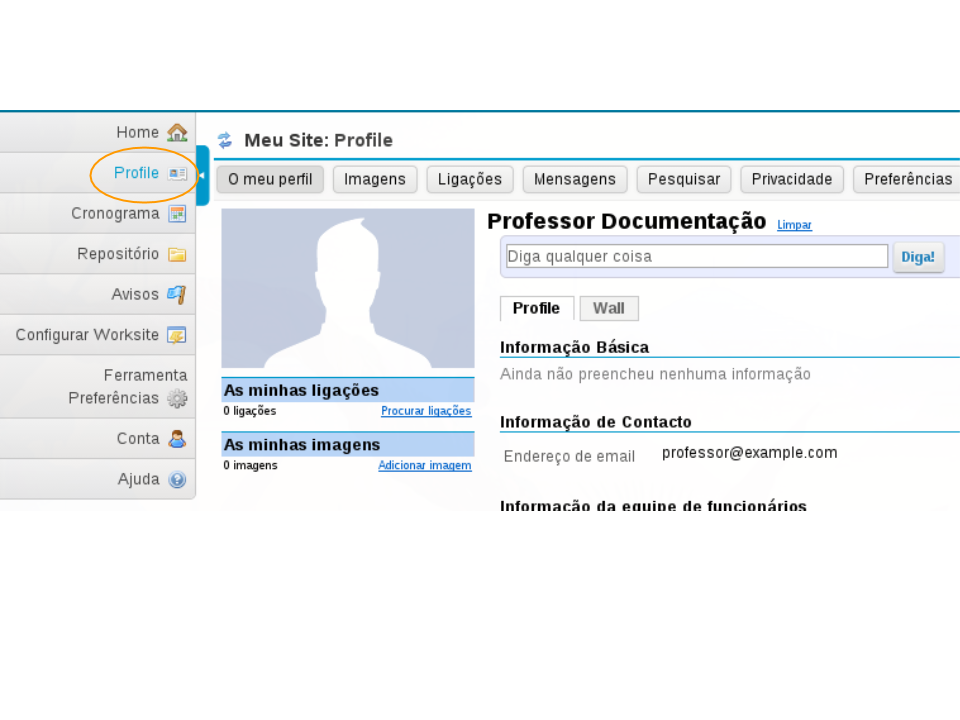 Home
Profile
Cronograma
Repositório
Avisos
Configurar Worksite
Ferramenta
Preferências
Conta
Ajuda
Meu Site: Profile
O meu perfil
Imagens
Ligações
Mensagens
Pesquisar
Privacidade
Preferências
As minhas ligações
0 ligações Procurar ligações
As minhas imagens
0 imagens Adicionar imagem
Professor Documentação Limpar
Diga qualquer coisa Diga!
Profile Wall
Informação Básica
Ainda não preencheu nenhuma informação
Informação de Contacto
Endereço de email professor@example.com
Informação da equipe de funcionários